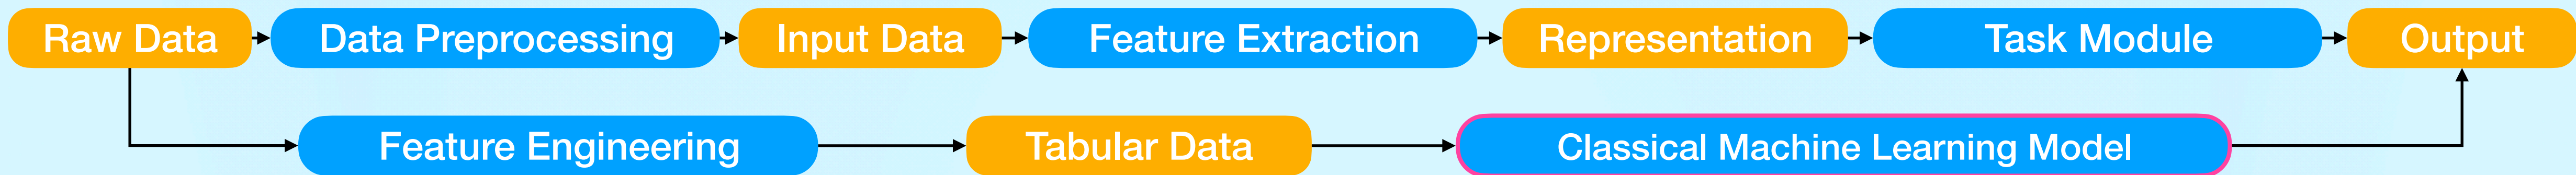 Raw Data
Data Preprocessing
Input Data
Feature Extraction
Representation
Task Module
Output
Feature Engineering
Tabular Data
Classical Machine Learning Model